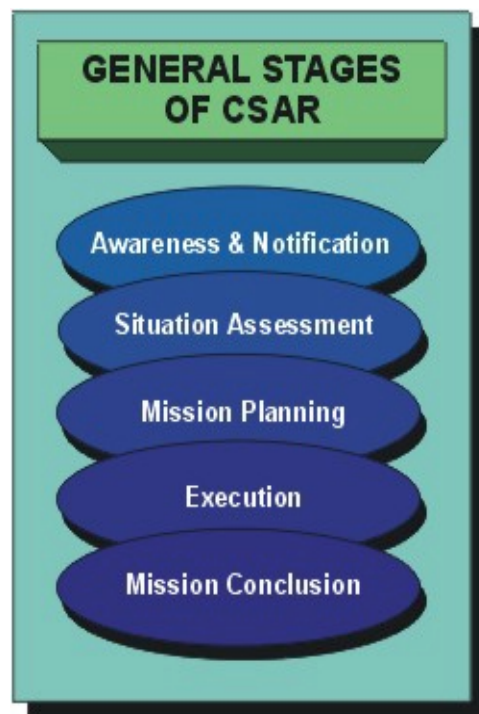 GENERAL STAGES
OF CSAR
Awareness & Notification
Situation Assessment
Mission Planning
Execution
Mission Conclusion